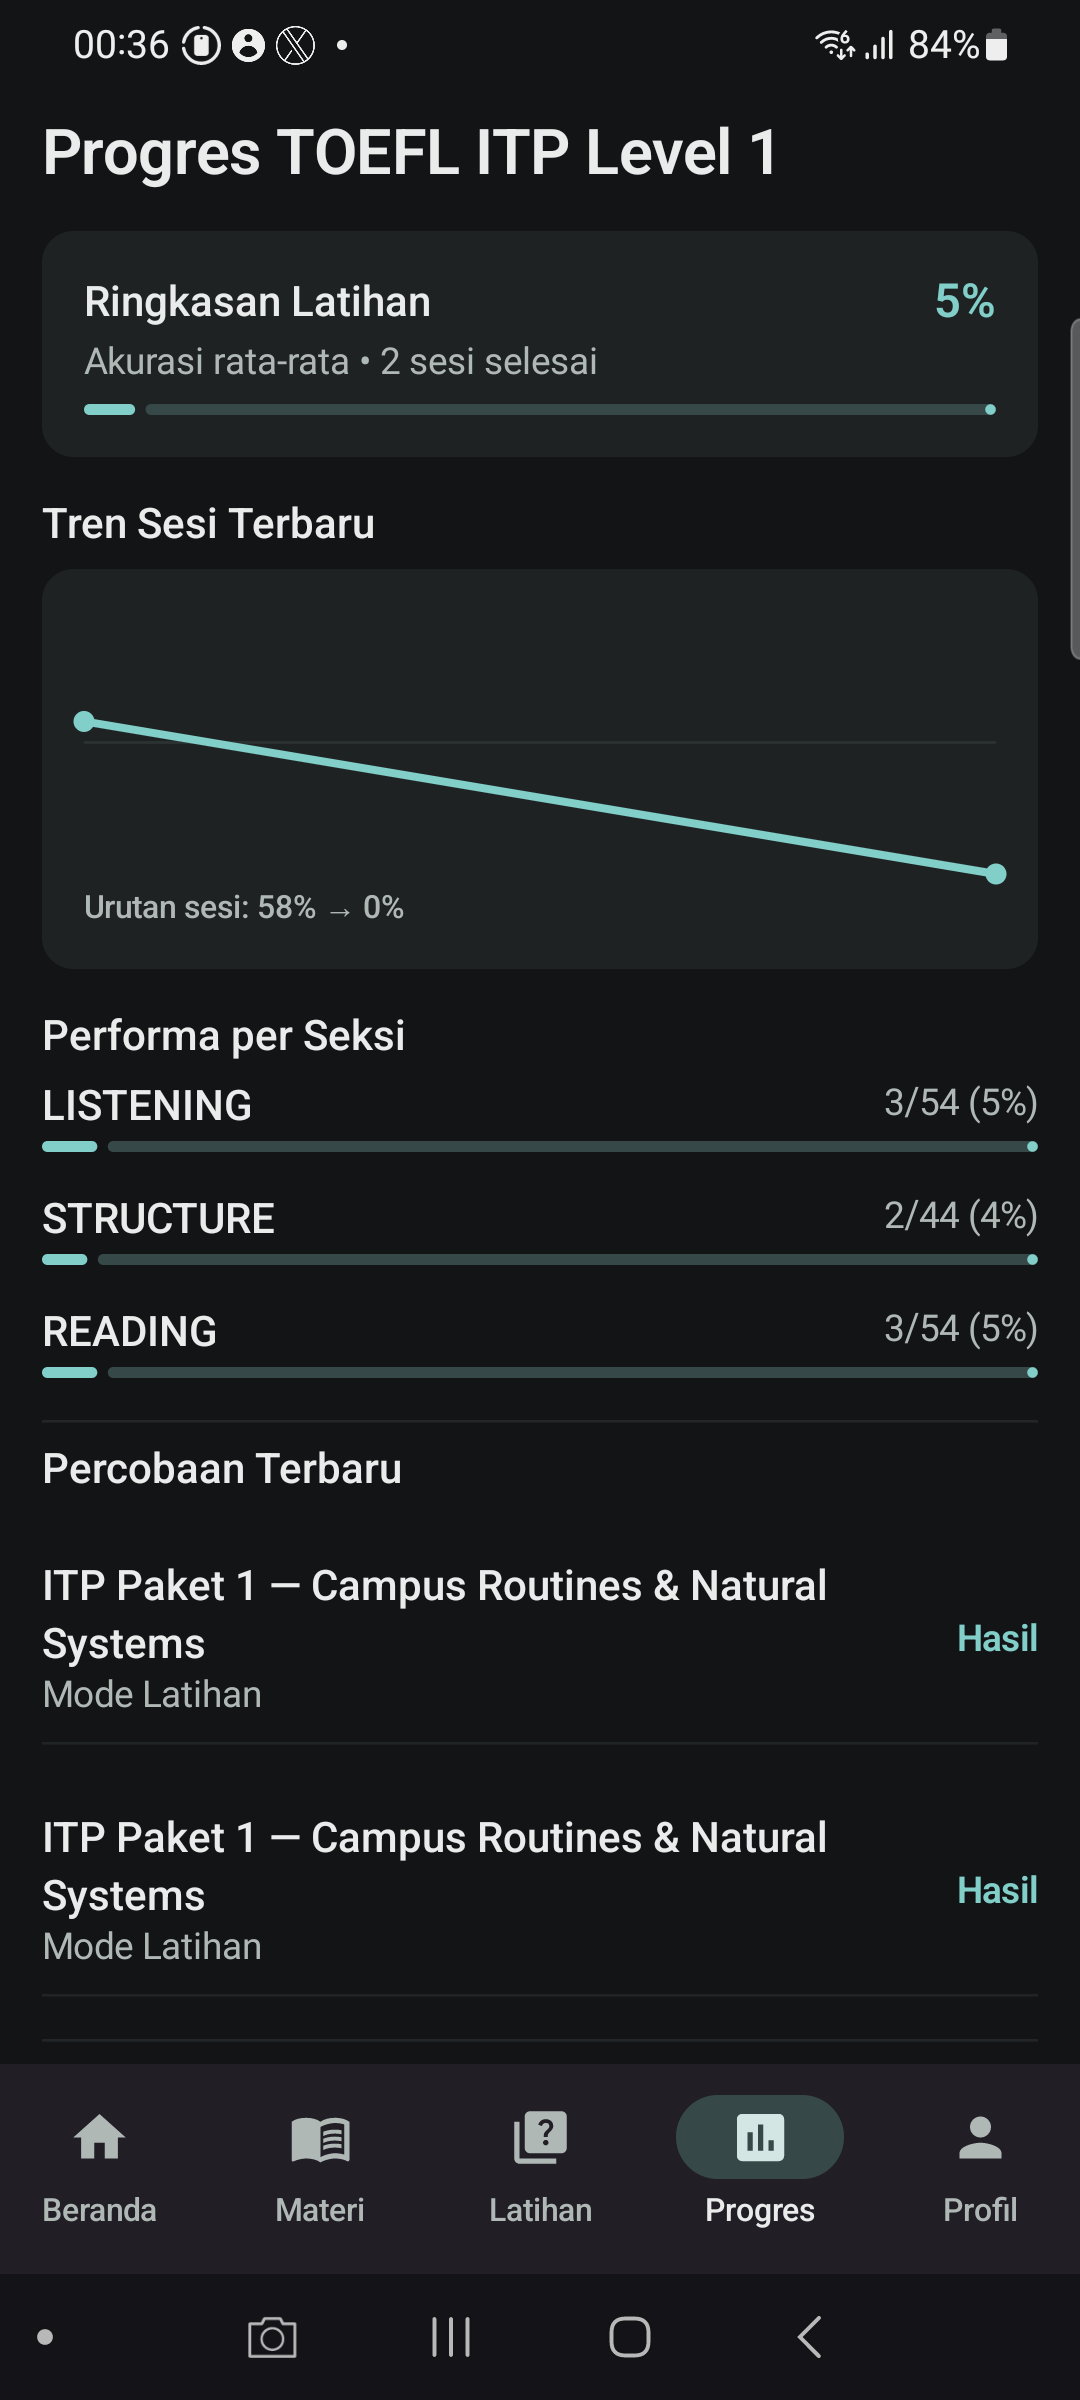 00:36
84%
Progres TOEFL ITP Level 1
Ringkasan Latihan
5%
Akurasi rata-rata • 2 sesi selesai
Tren Sesi Terbaru
Urutan sesi: 58% → 0%
Performa per Seksi
LISTENING
3/54 (5%)
STRUCTURE
2/44 (4%)
READING
3/54 (5%)
Percobaan Terbaru
ITP Paket 1 — Campus Routines & Natural
Systems
Hasil
Mode Latihan
ITP Paket 1 — Campus Routines & Natural
Systems
Hasil
Mode Latihan
Beranda
Materi
Latihan
Progres
Profil